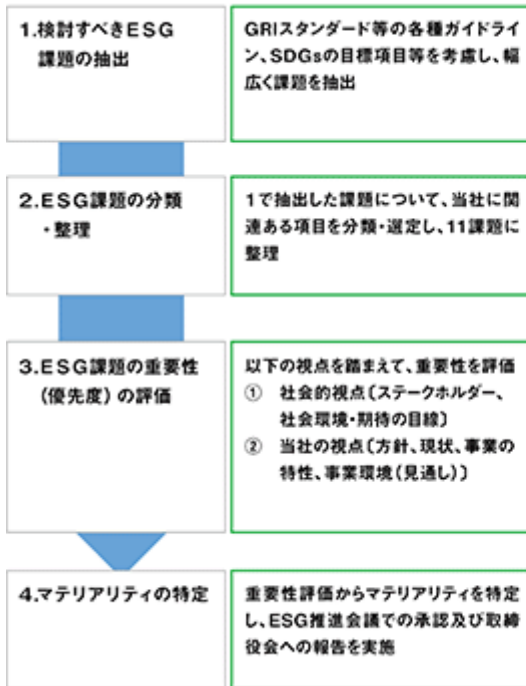 1.検討すべきESG
課題の抽出
GRIスタンダード等の各種ガイドライ
ン、SDGsの目標項目等を考慮し、幅
広く課題を抽出
2.ESG課題の分類
・整理
1で抽出した課題について、当社に関
連ある項目を分類・選定し、11課題に
整理
3.ESG課題の重要性
(優先度)の評価
以下の視点を踏まえて、重要性を評価
① 社会的視点〔ステークホルダー、
社会環境・期待の目線〕
② 当社の視点〔方針、現状、事業の
特性、事業環境(見通し)〕
4.マテリアリティの特定
重要性評価からマテリアリティを特定
し、ESG推進会議での承認及び取締
役会への報告を実施